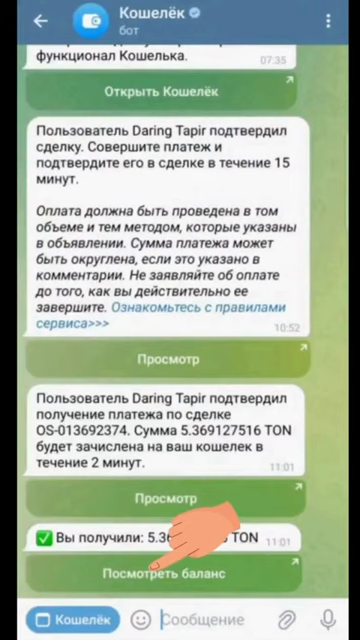 Кошелёк
бот
функционал Кошелька.
07:35
Открыть Кошелёк
Пользователь Daring Tapir подтвердил
сделку. Совершите платеж и
подтвердите его в сделке в течение 15
минут.
Оплата должна быть проведена в том
объеме и тем методом, которые указаны
в объявлении. Сумма платежа может
быть округлена, если это указано в
комментарии. Не заявляйте об оплате
до того, как вы действительно ее
завершите. Ознакомьтесь с правилами
сервиса>>>
10:52
Просмотр
Пользователь Daring Tapir подтвердил
получение платежа по сделке
OS-013692374. Сумма 5.369127516 TON
будет зачислена на ваш кошелек в
течение 2 минут.
11:01
Просмотр
Вы получили: TON
11:01
Посмотреть баланс
Кошелёк
Сообщение